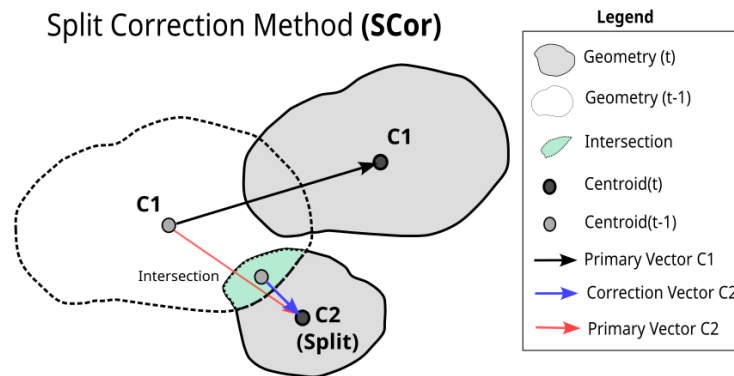 Split Correction Method (SCor)
C1
C1
Intersection
C2
(Split)
Legend
Geometry (t)
Geometry (t-1)
Intersection
Centroid(t)
Centroid(t-1)
Primary Vector C1
Correction Vector C2
Primary Vector C2